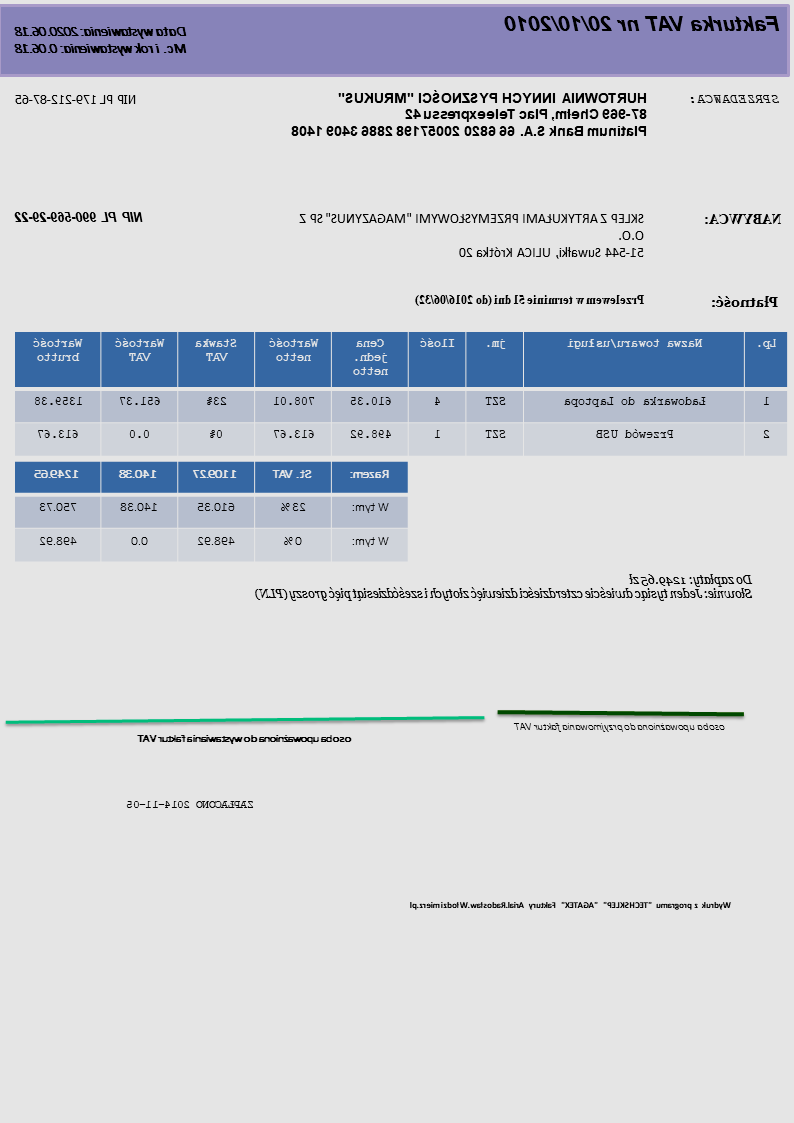 Fakturka VAT nr 20/10/2010
Data wystawienia: 2020.06.18
Mc. i rok wystawienia: 0.06.18
SPRZEDAWCA:
HURTOWNIA INNYCH PYSZNOŚCI "MRUKUS"
NIP PL 179-212-87-65
87-969 Chełm, Plac Teleexpressu 42
Platinum Bank S.A. 66 6820 20057198 2886 3409 1408
NABYWCA:
SKLEP Z ARTYKUŁAMI PRZEMYSŁOWYMI "MAGAZYNUS" SP Z
O.O.
NIP PL 990-569-29-22
51-544 Suwałki, ULICA Krótka 20
Płatność:
Przelewem w terminie 51 dni (do 2016/06/32)
Lp. Nazwa towaru/usługi jm. Ilość Cena jedn. netto Wartość netto Stawka VAT Wartość VAT Wartość brutto
1 Ładowarka do Laptopa SZT 4 610.35 708.01 23% 651.37 1359.38
2 Przewód USB SZT 1 498.92 613.67 0% 0.0 613.67
Razem: St. VAT 1109.27 140.38 1249.65
W tym: 23 % 610.35 140.38 750.73
W tym: 0 % 498.92 0.0 498.92
Do zapłaty: 1249.65 zł
Słownie: Jeden tysiąc dwieście czterdzieści dziewięć złotych i sześćdziesiąt pięć groszy (PLN)
osoba upoważniona do przyjmowania faktur VAT
osoba upoważniona do wystawiania faktur VAT
ZAPŁACONO 2014-11-05
Wydruk z programu "TECHSKLEP" "AGATEX" Faktury Arial.Radosław.Włodzimierz.pl